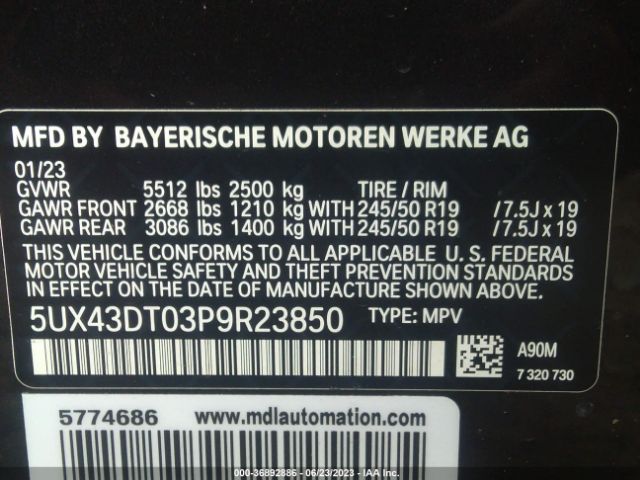 MFD BY BAYERISCHE MOTOREN WERKE AG
01/23
GVWR 5512 lbs 2500 kg TIRE / RIM
GAWR FRONT 2668 lbs 1210 kg WITH 245/50 R19 / 7.5J x 19
GAWR REAR 3086 lbs 1400 kg WITH 245/50 R19 / 7.5J x 19
THIS VEHICLE CONFORMS TO ALL APPLICABLE U. S. FEDERAL
MOTOR VEHICLE SAFETY AND THEFT PREVENTION STANDARDS
IN EFFECT ON THE DATE OF MANUFACTURE SHOWN ABOVE.
5UX43DT03P9R23850 TYPE: MPV
A90M
7 320 730
5774686 www.mdlautomation.com
000-36892886 - 06/23/2023 - IAA Inc.